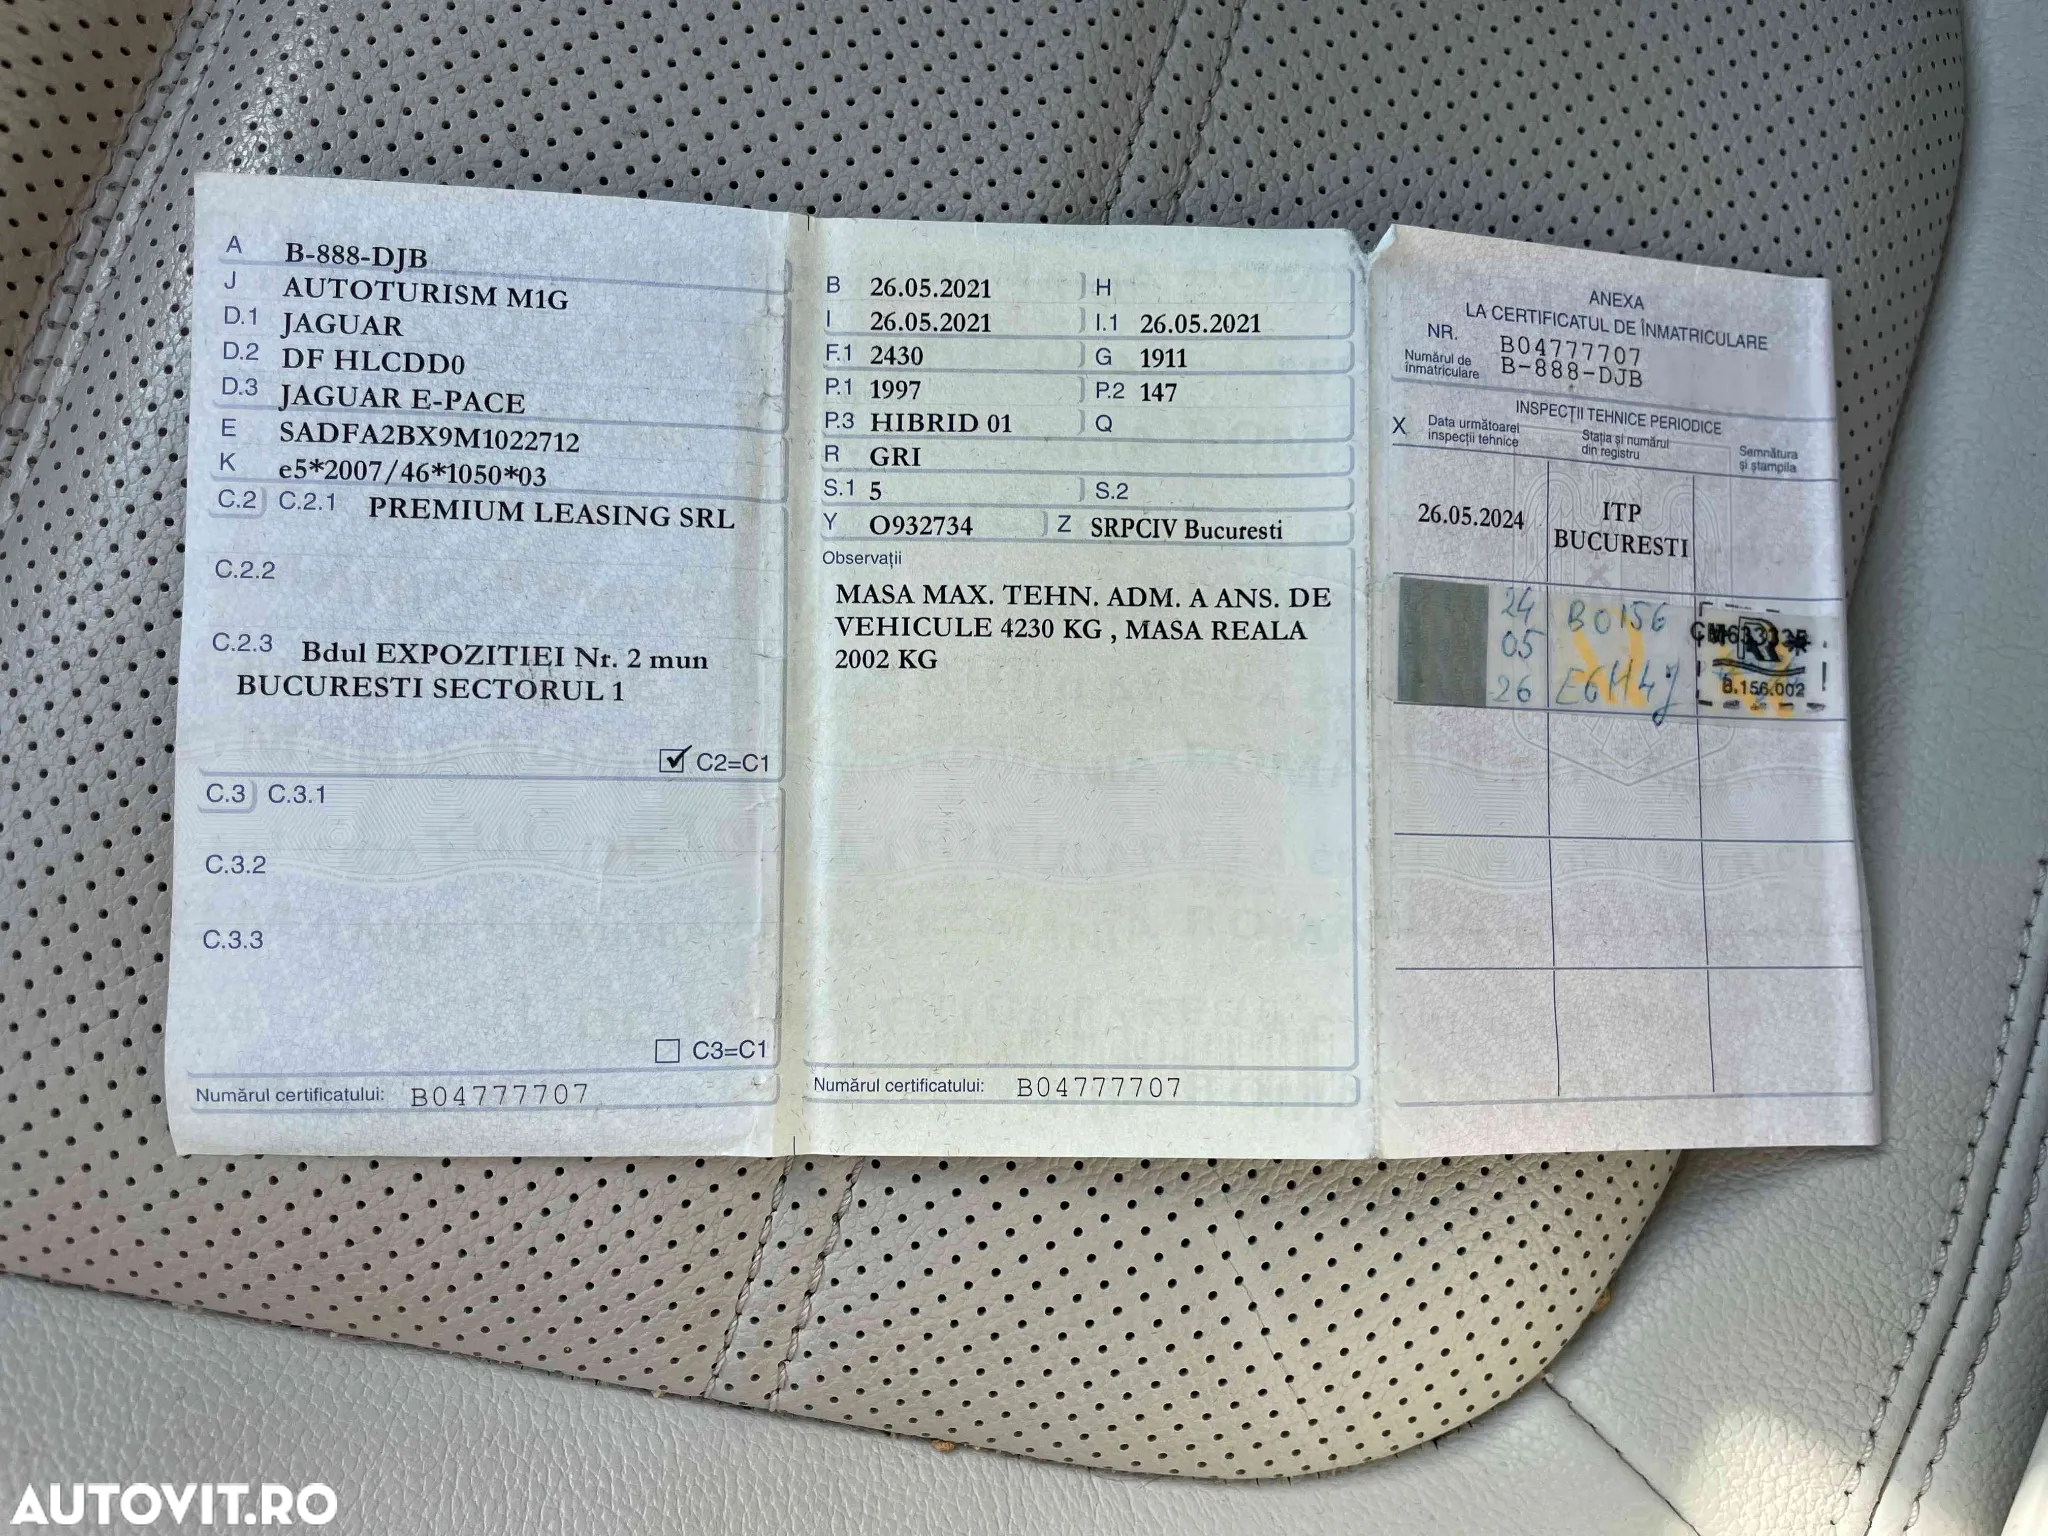 A B-888-DJB
J AUTOTURISM M1G
D.1 JAGUAR
D.2 DF HLCDD0
D.3 JAGUAR E-PACE
E SADFA2BX9M1022712
K e5*2007/46*1050*03
C.2 C.2.1 PREMIUM LEASING SRL
C.2.2
C.2.3 Bdul EXPOZITIEI Nr. 2 mun
BUCURESTI SECTORUL 1
C2=C1
C.3 C.3.1
C.3.2
C.3.3
C3=C1
Numărul certificatului: B04777707
B 26.05.2021 H
I 26.05.2021 I.1 26.05.2021
F.1 2430 G 1911
P.1 1997 P.2 147
P.3 HIBRID 01 Q
R GRI
S.1 5 S.2
Y O932734 Z SRPCIV Bucuresti
Observații
MASA MAX. TEHN. ADM. A ANS. DE
VEHICULE 4230 KG , MASA REALA
2002 KG
Numărul certificatului: B04777707
ANEXA
LA CERTIFICATUL DE ÎNMATRICULARE
NR. B04777707
Numărul de
înmatriculare B-888-DJB
INSPECȚII TEHNICE PERIODICE
X Data următoarei
inspecții tehnice
Stația și numărul
din registru
Semnătura
și ștampila
26.05.2024 ITP
BUCURESTI
24 B0156
05
26
B.156.002
AUTOVIT.RO